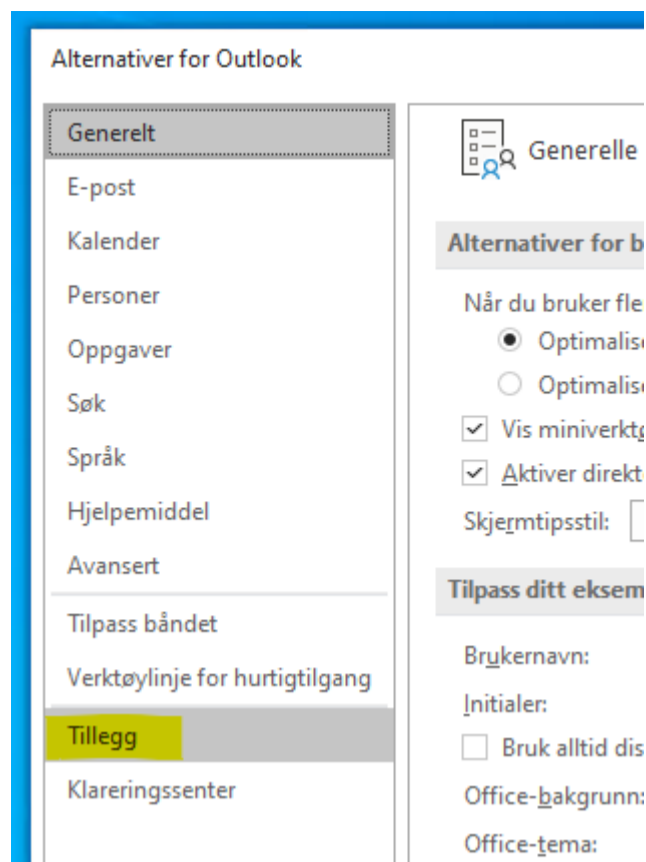 Alternativer for Outlook
Generelt
E-post
Kalender
Personer
Oppgaver
Søk
Språk
Hjelpemiddel
Avansert
Tilpass båndet
Verktøylinje for hurtigtilgang
Tillegg
Klareringssenter
Generelle
Alternativer for b
Når du bruker fle
Optimalise
Optimalise
Vis miniverktø
Aktiver direkt
Skjermtipsstil:
Tilpass ditt eksem
Brukernavn:
Initialer:
Bruk alltid dis
Office-bakgrunn:
Office-tema: